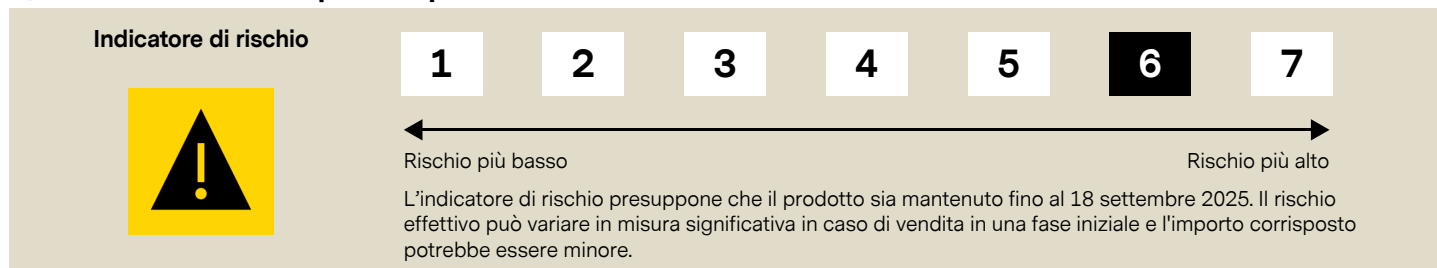 Indicatore di rischio
1 2 3 4 5 6 7
Rischio più basso Rischio più alto
L'indicatore di rischio presuppone che il prodotto sia mantenuto fino al 18 settembre 2025. Il rischio
effettivo può variare in misura significativa in caso di vendita in una fase iniziale e l'importo corrisposto
potrebbe essere minore.